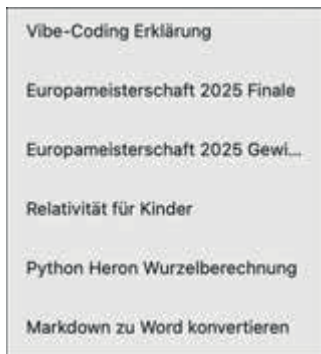 Vibe-Coding Erklärung
Europameisterschaft 2025 Finale
Europameisterschaft 2025 Gewi...
Relativität für Kinder
Python Heron Wurzelberechnung
Markdown zu Word konvertieren